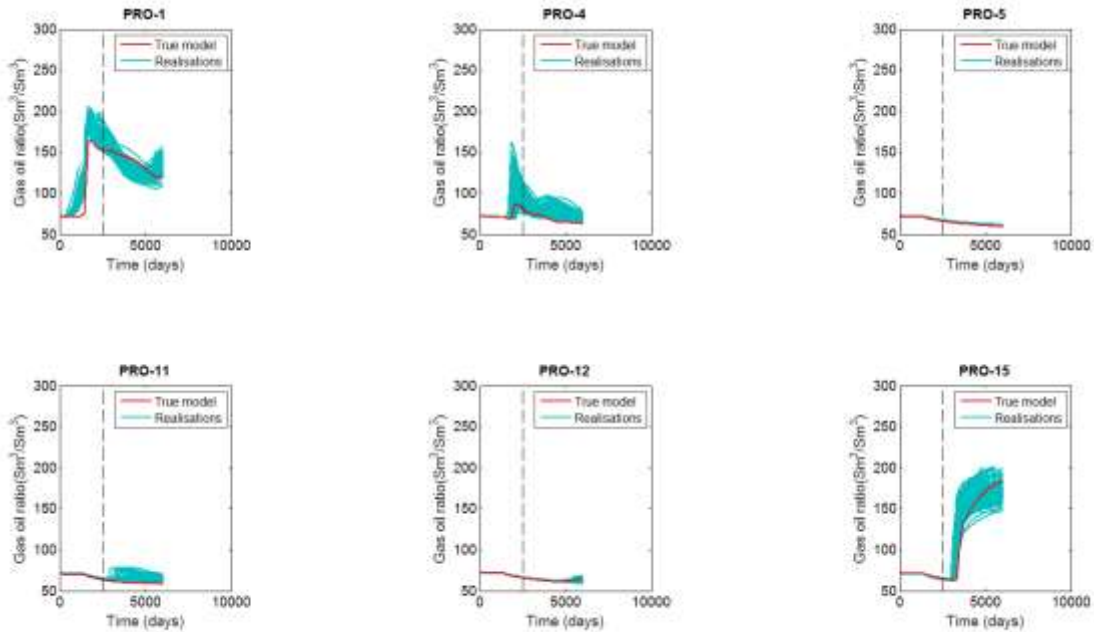 PRO-1
300
250
200
150
100
50
Gas oil ratio(Sm³/Sm³)
True model
Realisations
0 5000 10000
Time (days)
PRO-4
300
250
200
150
100
50
Gas oil ratio(Sm³/Sm³)
True model
Realisations
0 5000 10000
Time (days)
PRO-5
300
250
200
150
100
50
Gas oil ratio(Sm³/Sm³)
True model
Realisations
0 5000 10000
Time (days)
PRO-11
300
250
200
150
100
50
Gas oil ratio(Sm³/Sm³)
True model
Realisations
0 5000 10000
Time (days)
PRO-12
300
250
200
150
100
50
Gas oil ratio(Sm³/Sm³)
True model
Realisations
0 5000 10000
Time (days)
PRO-15
300
250
200
150
100
50
Gas oil ratio(Sm³/Sm³)
True model
Realisations
0 5000 10000
Time (days)